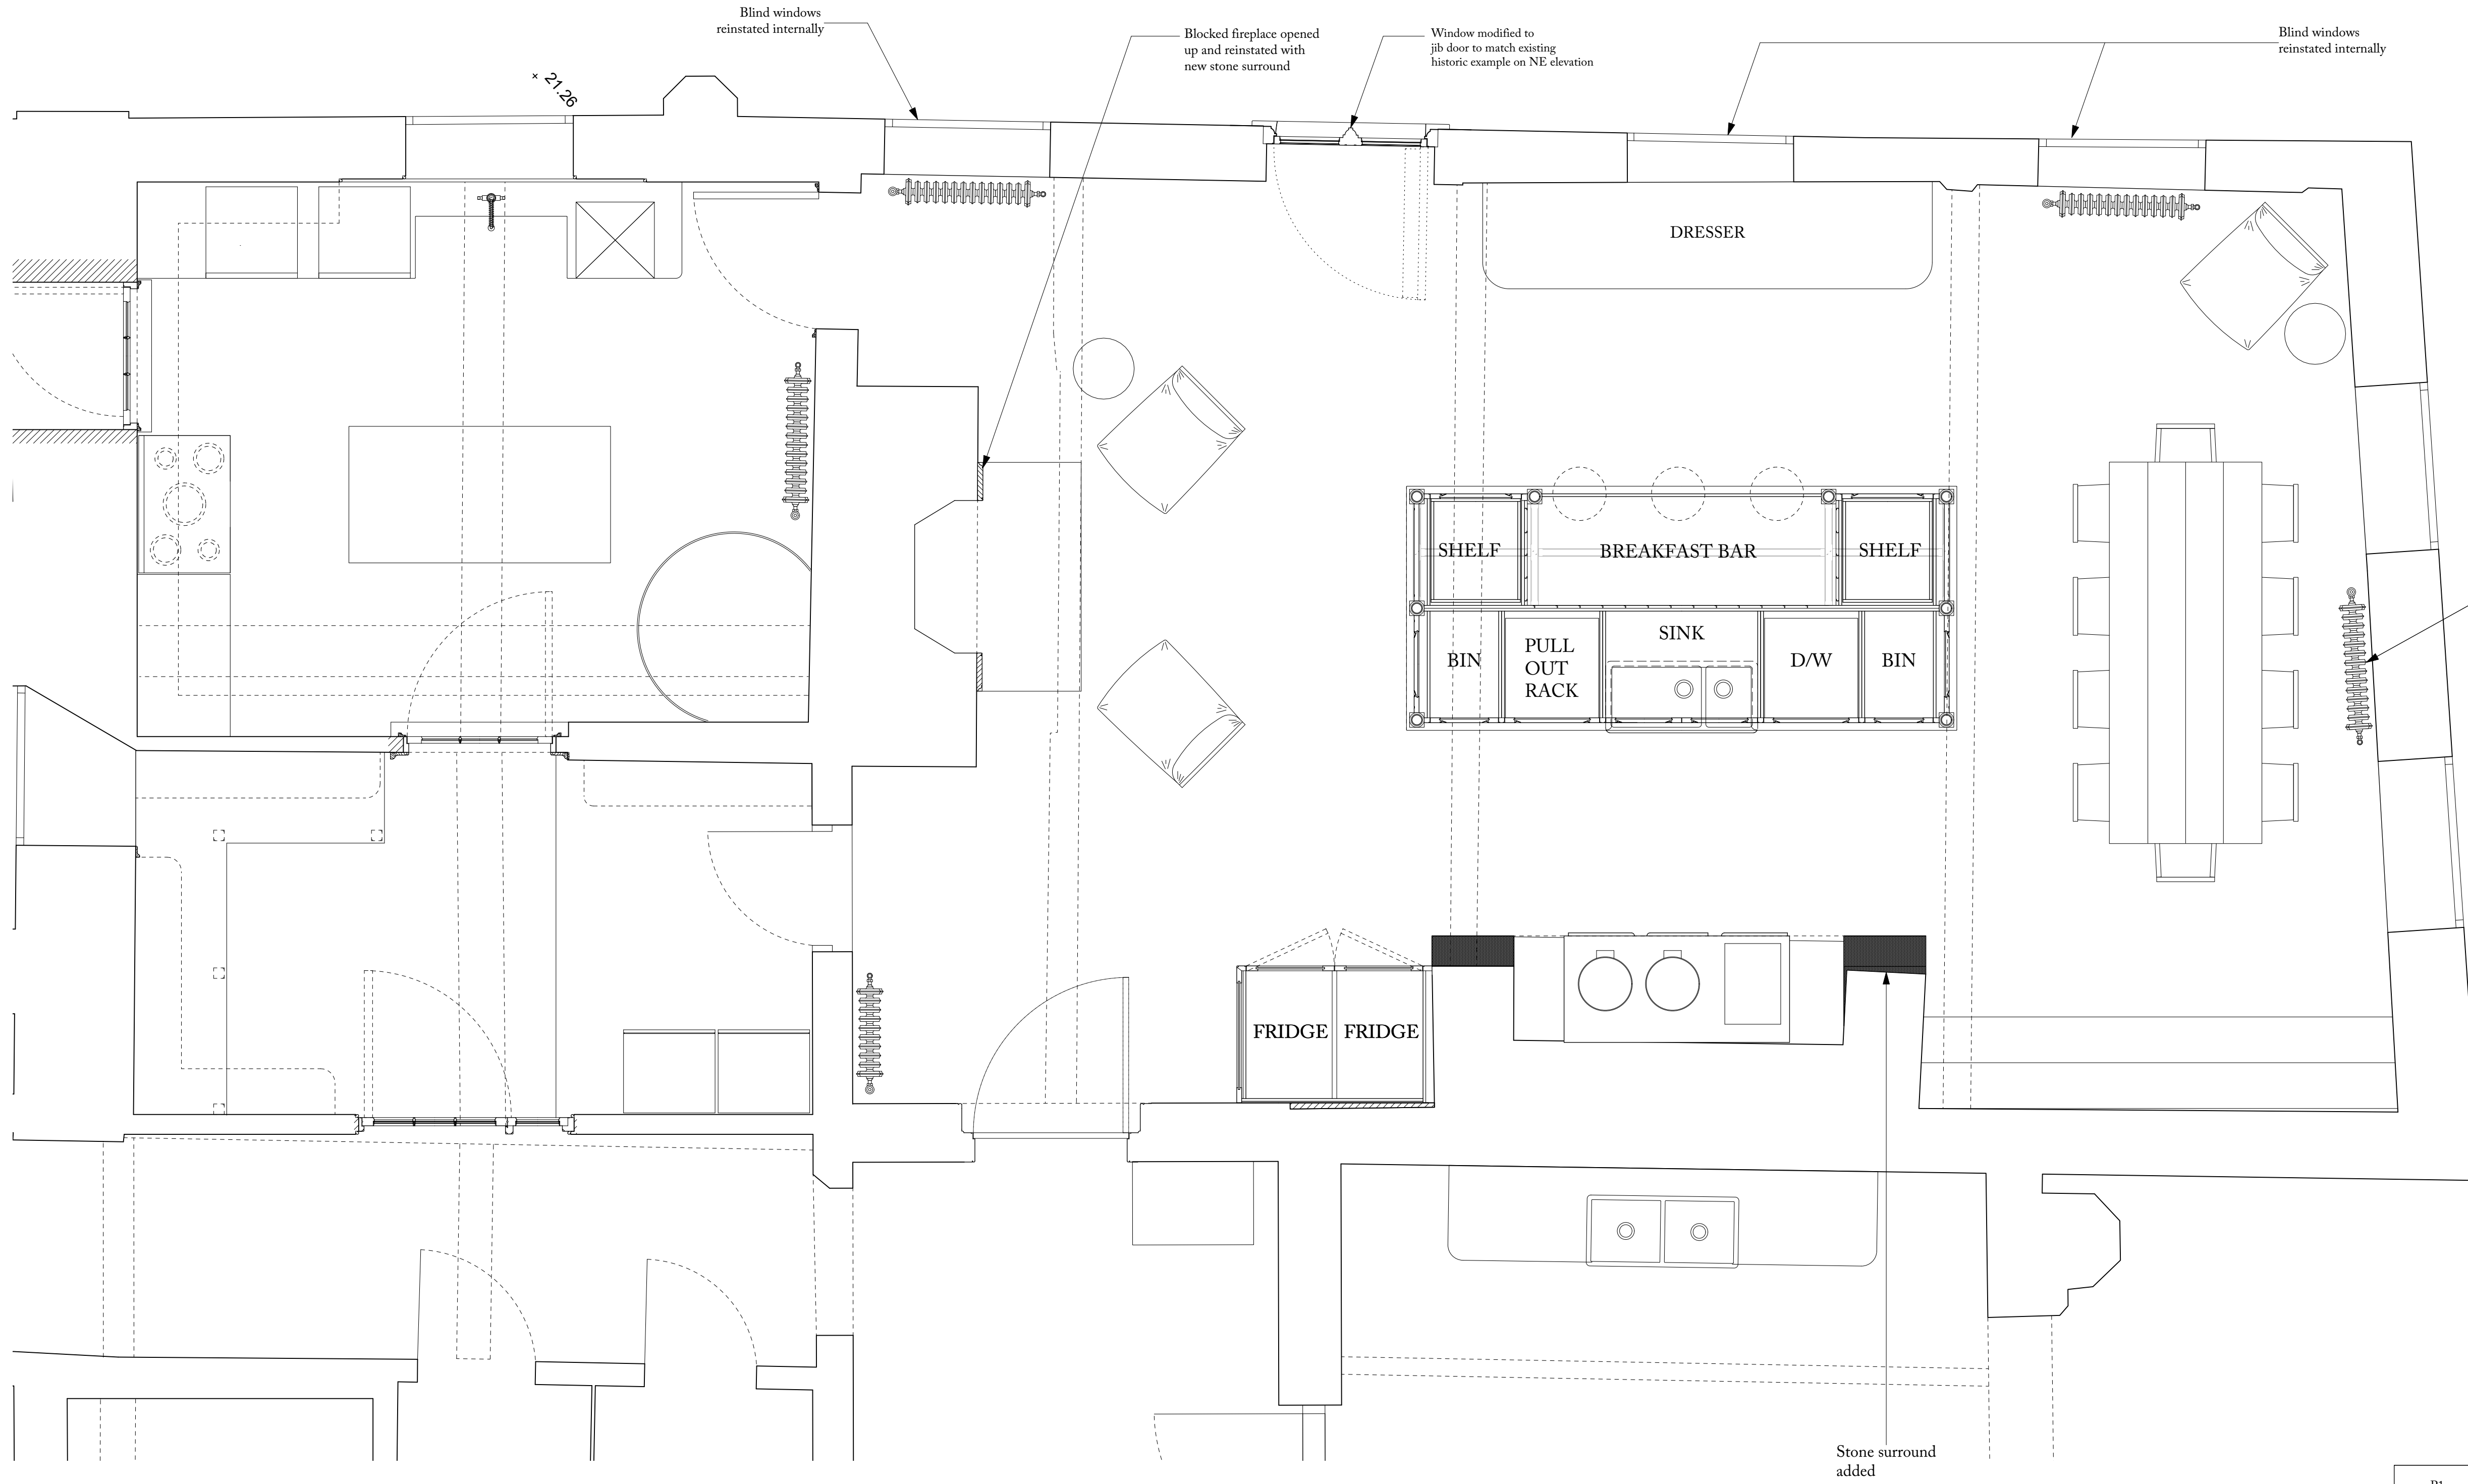 Blind windows
reinstated internally
Blocked fireplace opened
up and reinstated with
new stone surround
Window modified to
jib door to match existing
historic example on NE elevation
Blind windows
reinstated internally
× 21.26
DRESSER
SHELF
BREAKFAST BAR
SHELF
BIN
PULL
OUT
RACK
SINK
D/W
BIN
FRIDGE
FRIDGE
Stone surround
added